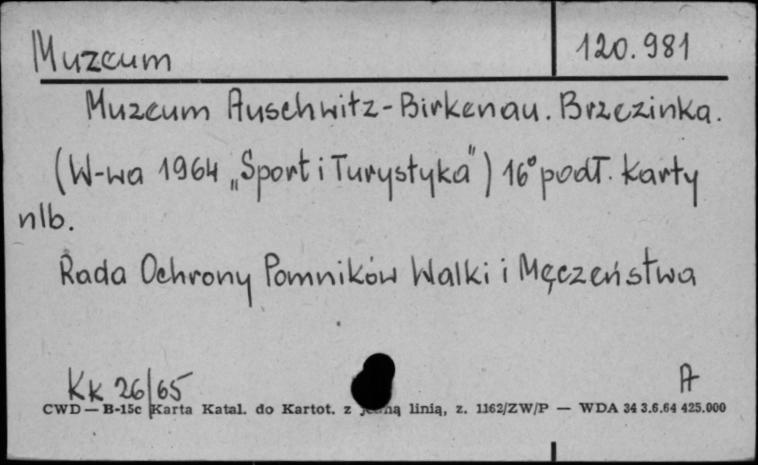 Muzeum 120.981
Muzeum Auschwitz-Birkenau. Brzezinka.
(W-wa 1964 „Sport i Turystyka") 16° podł. karty
nlb.
Rada Ochrony Pomników Walki i Męczeństwa
Kk 26/65 A
CWD — B-15c Karta Katal. do Kartot. z jedną linią, z. 1162/ZW/P — WDA 34 3.6.64 425.000